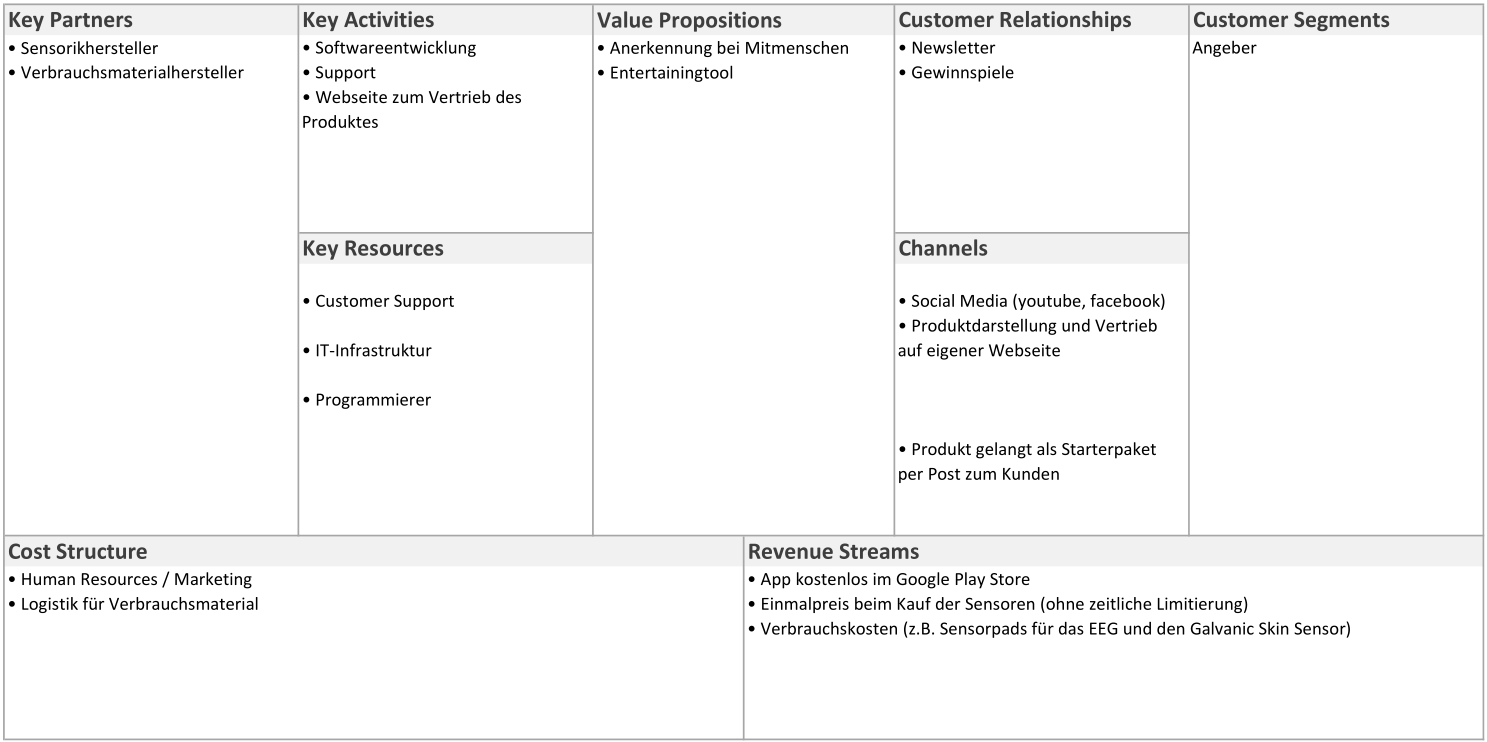 Key Partners
• Sensorikhersteller
• Verbrauchsmaterialhersteller
Key Activities
• Softwareentwicklung
• Support
• Webseite zum Vertrieb des
Produktes
Key Resources
• Customer Support
• IT-Infrastruktur
• Programmierer
Value Propositions
• Anerkennung bei Mitmenschen
• Entertainingtool
Customer Relationships
• Newsletter
• Gewinnspiele
Channels
• Social Media (youtube, facebook)
• Produktdarstellung und Vertrieb
auf eigener Webseite
• Produkt gelangt als Starterpaket
per Post zum Kunden
Customer Segments
Angeber
Cost Structure
• Human Resources / Marketing
• Logistik für Verbrauchsmaterial
Revenue Streams
• App kostenlos im Google Play Store
• Einmalpreis beim Kauf der Sensoren (ohne zeitliche Limitierung)
• Verbrauchskosten (z.B. Sensorpads für das EEG und den Galvanic Skin Sensor)